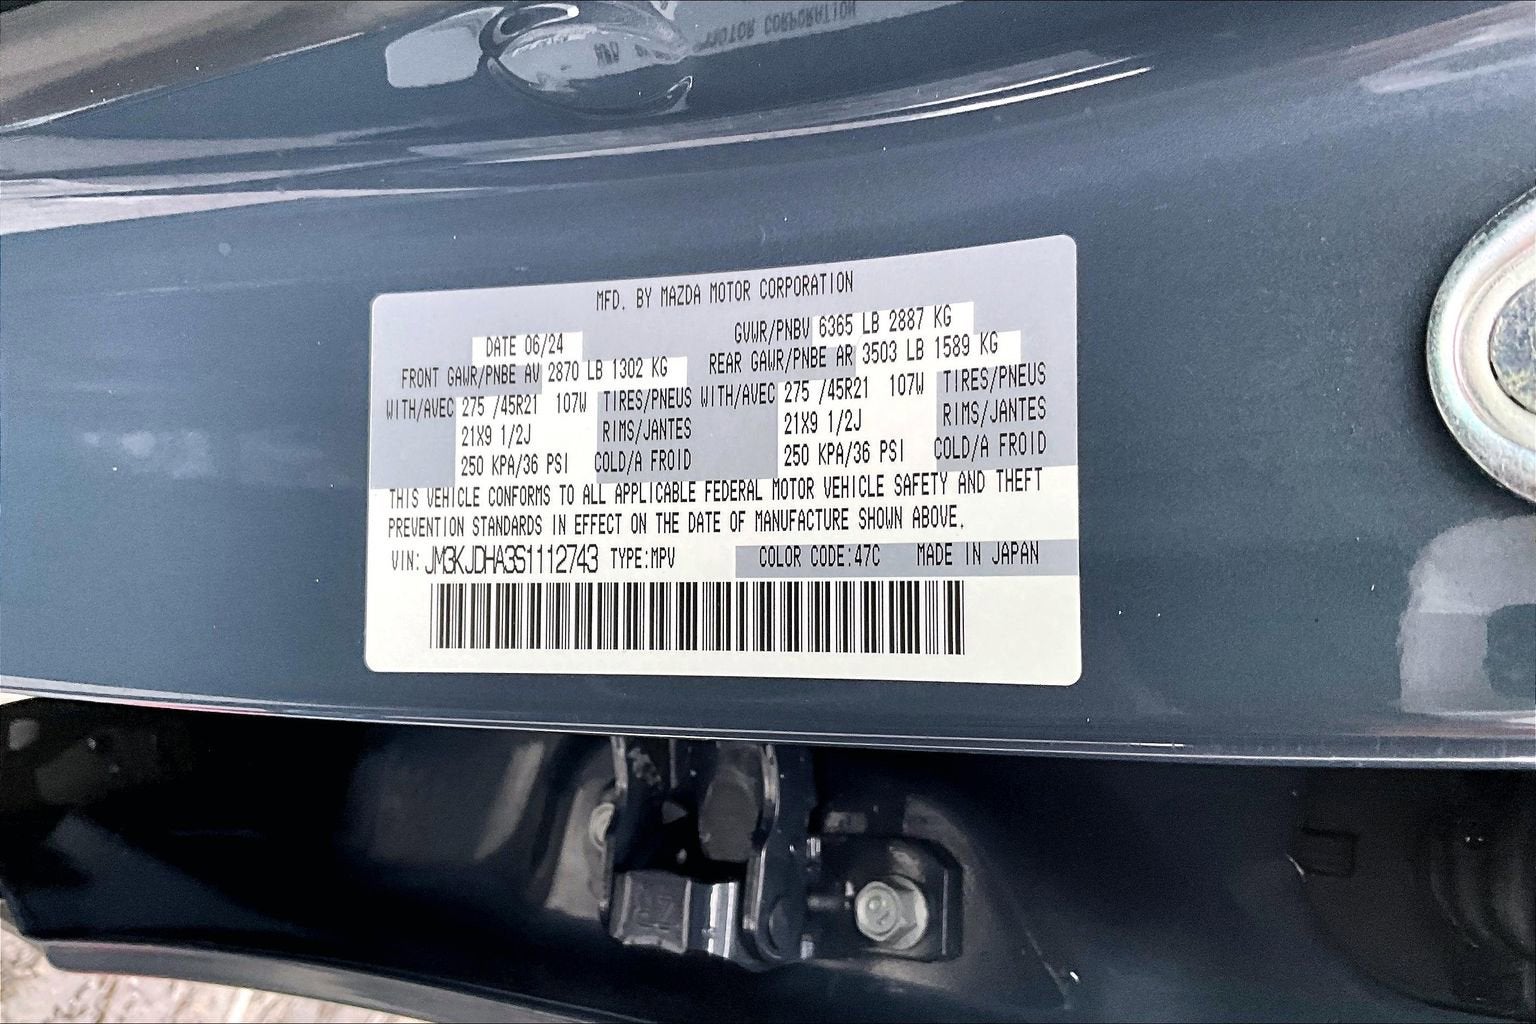 MOTOR CORPORATION
MFD. BY MAZDA MOTOR CORPORATION
DATE 06/24 GVWR/PNBV 6365 LB 2887 KG
FRONT GAWR/PNBE AV 2870 LB 1302 KG REAR GAWR/PNBE AR 3503 LB 1589 KG
WITH/AVEC 275 /45R21 107W TIRES/PNEUS WITH/AVEC 275 /45R21 107W TIRES/PNEUS
21X9 1/2J RIMS/JANTES 21X9 1/2J RIMS/JANTES
250 KPA/36 PSI COLD/A FROID 250 KPA/36 PSI COLD/A FROID
THIS VEHICLE CONFORMS TO ALL APPLICABLE FEDERAL MOTOR VEHICLE SAFETY AND THEFT
PREVENTION STANDARDS IN EFFECT ON THE DATE OF MANUFACTURE SHOWN ABOVE.
VIN: JM3KJDHA3S1112743 TYPE:MPV COLOR CODE:47C MADE IN JAPAN